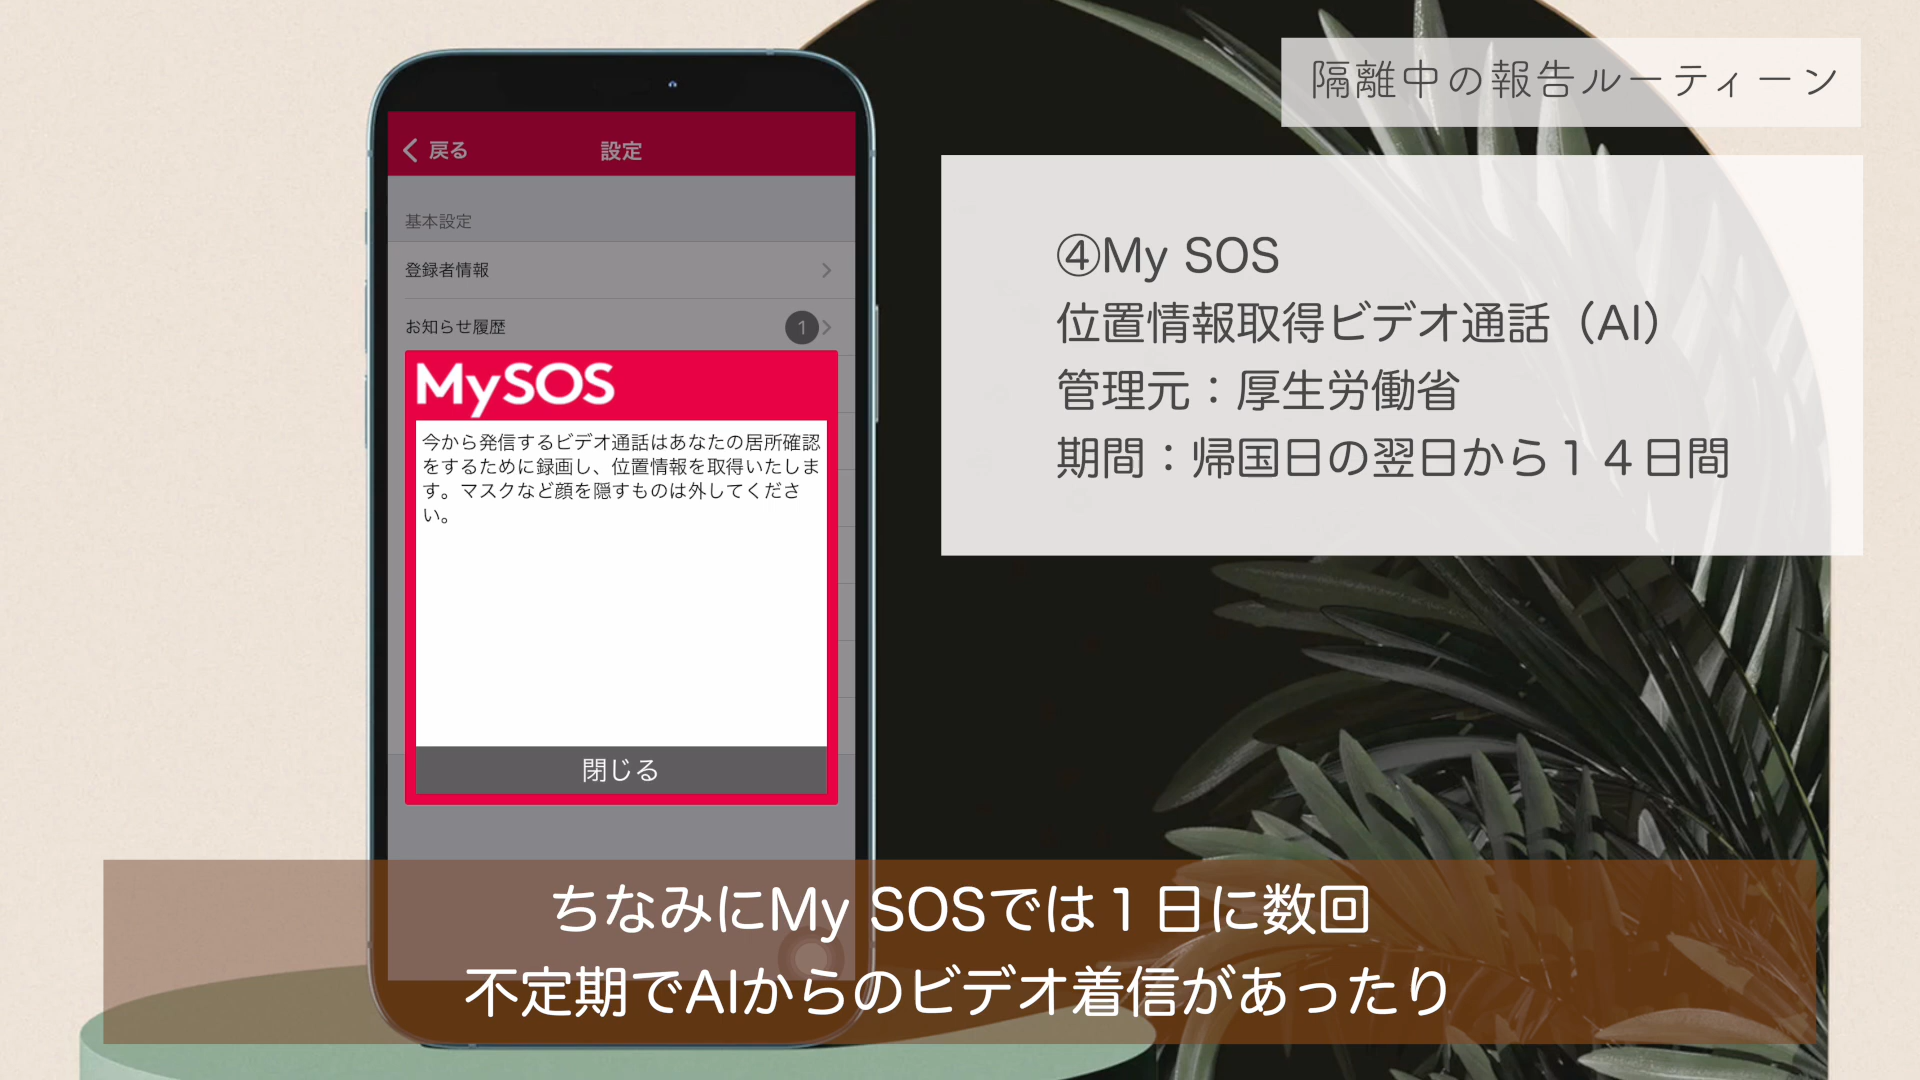 隔離中の報告ルーティーン
④My SOS
位置情報取得ビデオ通話（AI）
管理元：厚生労働省
期間：帰国日の翌日から１４日間
戻る
設定
基本設定
登録者情報
お知らせ履歴
1
MySOS
今から発信するビデオ通話はあなたの居所確認
をするために録画し、位置情報を取得いたしま
す。マスクなど顔を隠すものは外してくださ
い。
閉じる
ちなみにMy SOSでは１日に数回
不定期でAIからのビデオ着信があったり